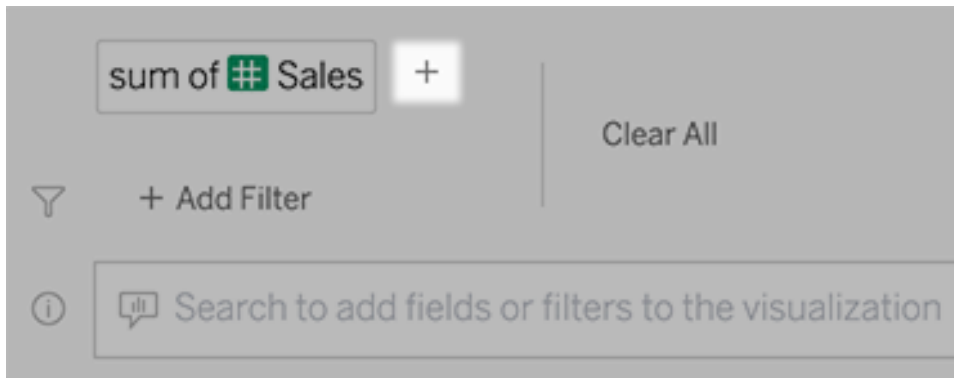 sum of # Sales +
Clear All
+ Add Filter
Search to add fields or filters to the visualization